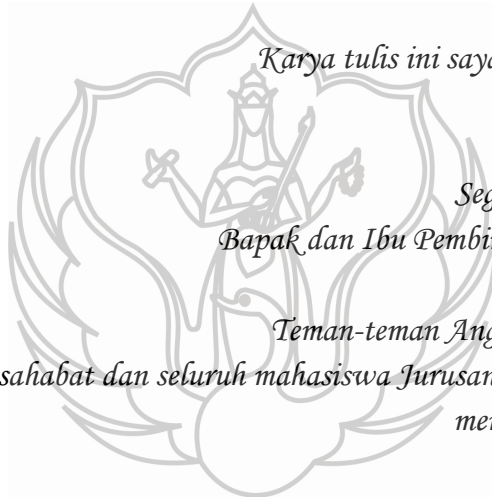 Karya tulis ini saya
Seg
Bapak dan Ibu Pembi
Teman-teman Ang
sahabat dan seluruh mahasiswa Jurusan
men